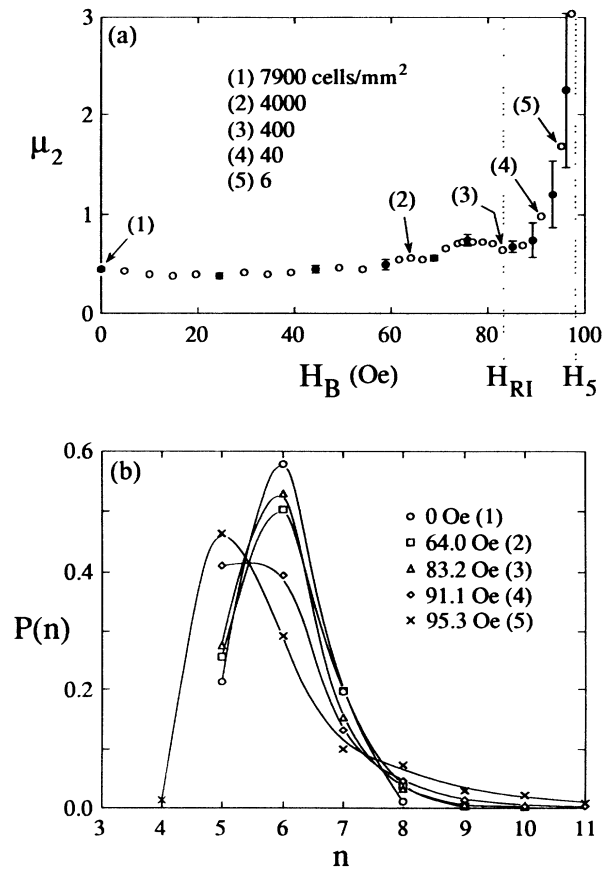 (a)
3
2
1
0
μ₂
(1) 7900 cells/mm²
(2) 4000
(3) 400
(4) 40
(5) 6
(1)
(2)
(3)
(4)
(5)
0 20 40 60 80 100
H_B (Oe) H_RI H_5
(b)
0.6
0.4
0.2
0.0
P(n)
0 Oe (1)
64.0 Oe (2)
83.2 Oe (3)
91.1 Oe (4)
95.3 Oe (5)
3 4 5 6 7 8 9 10 11
n